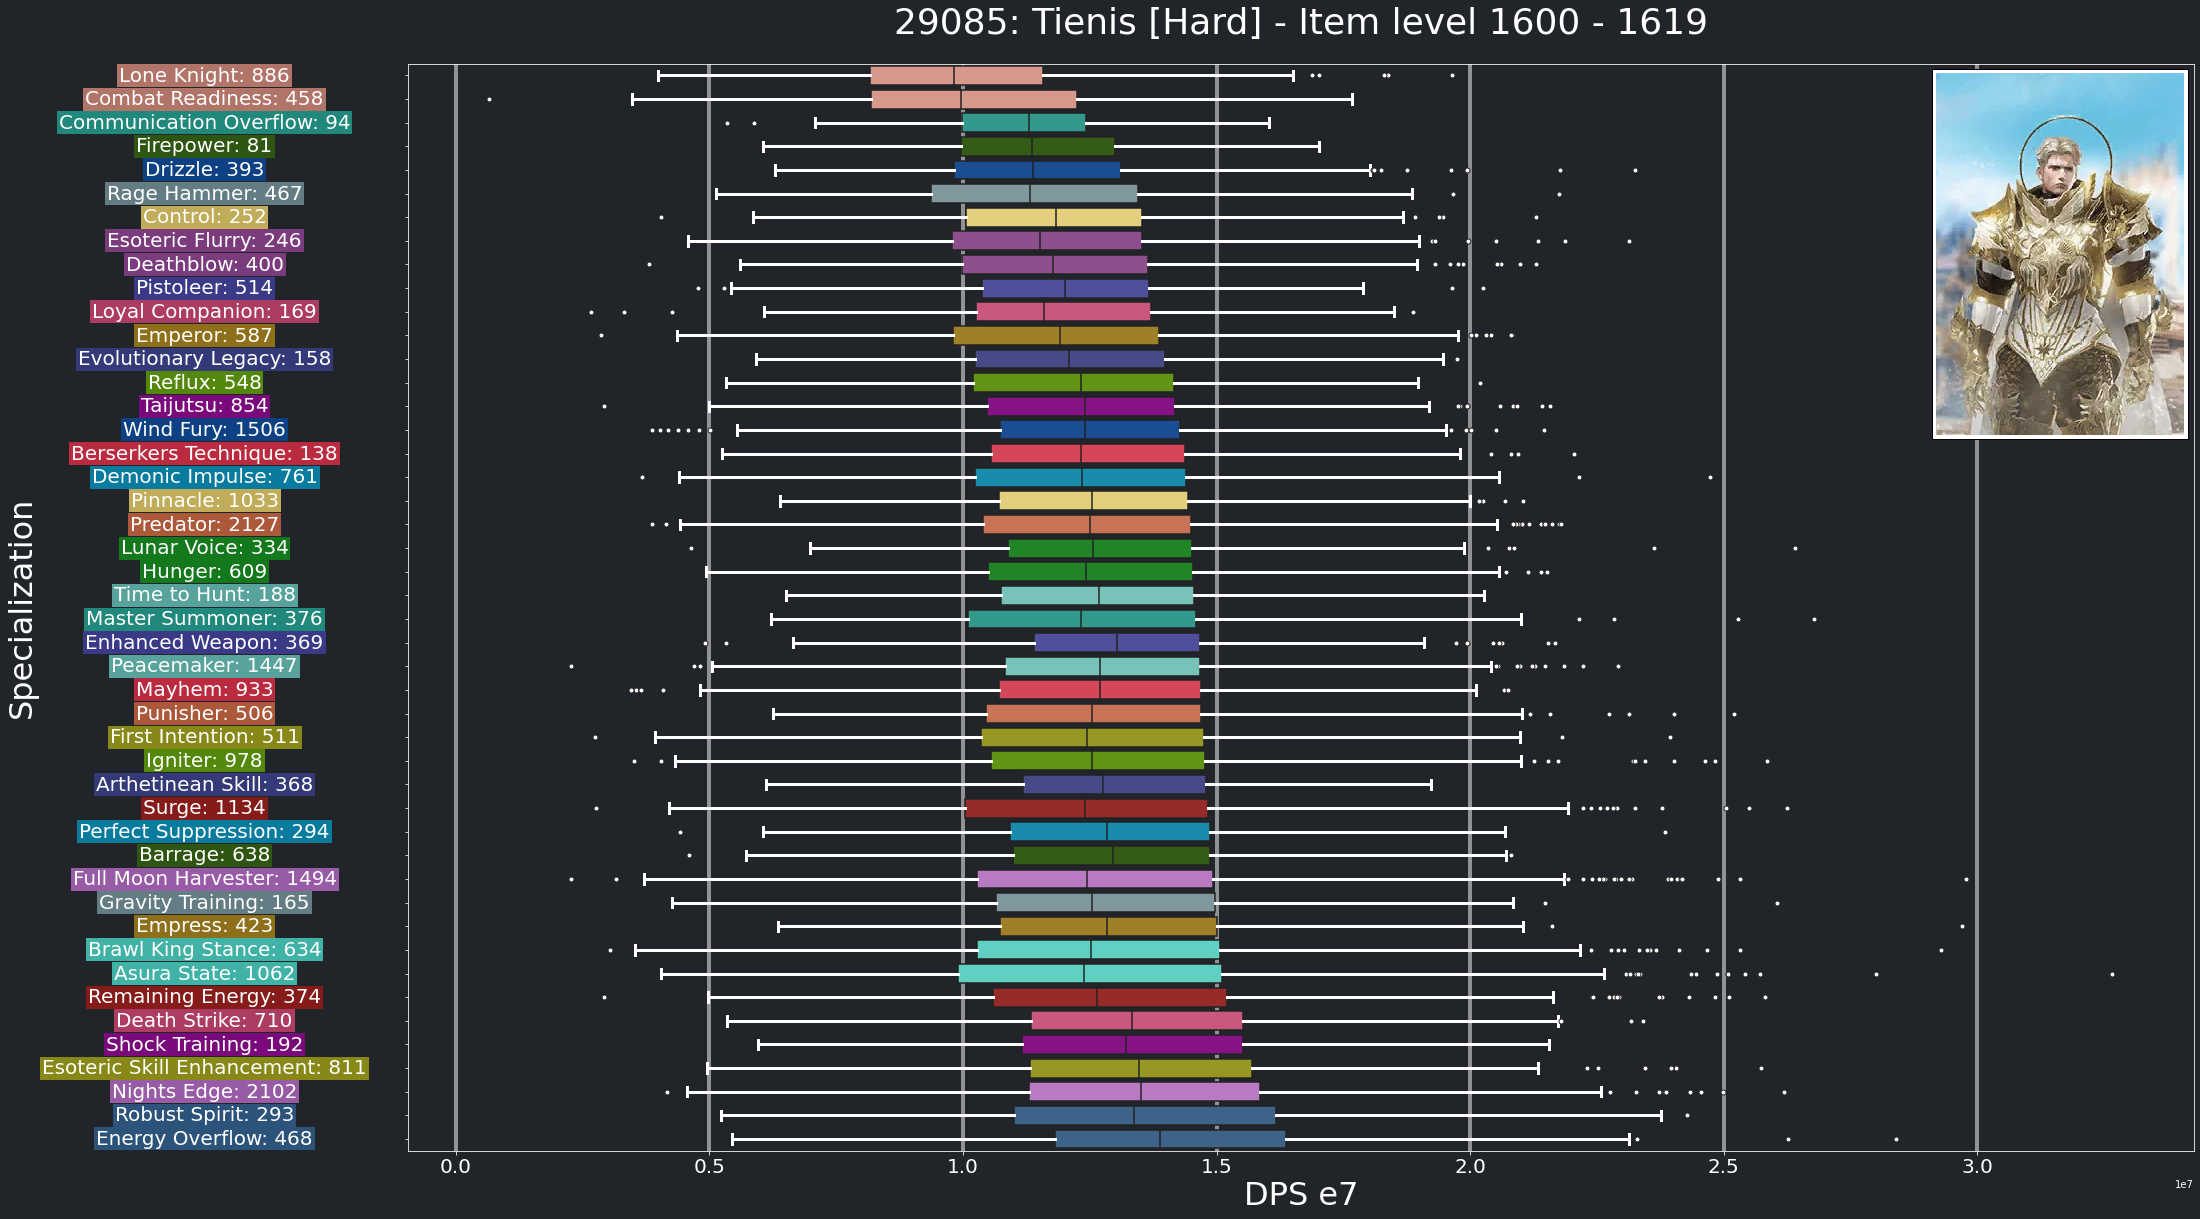 29085: Tienis [Hard] - Item level 1600 - 1619
Lone Knight: 886
Combat Readiness: 458
Communication Overflow: 94
Firepower: 81
Drizzle: 393
Rage Hammer: 467
Control: 252
Esoteric Flurry: 246
Deathblow: 400
Pistoleer: 514
Loyal Companion: 169
Emperor: 587
Evolutionary Legacy: 158
Reflux: 548
Taijutsu: 854
Wind Fury: 1506
Berserkers Technique: 138
Demonic Impulse: 761
Pinnacle: 1033
Predator: 2127
Lunar Voice: 334
Hunger: 609
Time to Hunt: 188
Master Summoner: 376
Enhanced Weapon: 369
Peacemaker: 1447
Mayhem: 933
Punisher: 506
First Intention: 511
Igniter: 978
Arthetinean Skill: 368
Surge: 1134
Perfect Suppression: 294
Barrage: 638
Full Moon Harvester: 1494
Gravity Training: 165
Empress: 423
Brawl King Stance: 634
Asura State: 1062
Remaining Energy: 374
Death Strike: 710
Shock Training: 192
Esoteric Skill Enhancement: 811
Nights Edge: 2102
Robust Spirit: 293
Energy Overflow: 468
Specialization
0.0 0.5 1.0 1.5 2.0 2.5 3.0
1e7
DPS e7